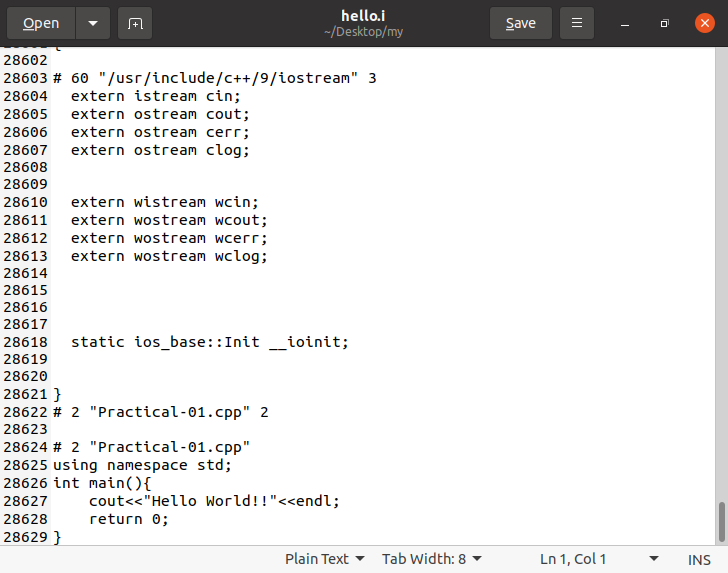 Open
hello.i
~/Desktop/my
Save
28602
28603 # 60 "/usr/include/c++/9/iostream" 3
28604   extern istream cin;
28605   extern ostream cout;
28606   extern ostream cerr;
28607   extern ostream clog;
28608
28609
28610   extern wistream wcin;
28611   extern wostream wcout;
28612   extern wostream wcerr;
28613   extern wostream wclog;
28614
28615
28616
28617
28618   static ios_base::Init __ioinit;
28619
28620
28621 }
28622 # 2 "Practical-01.cpp" 2
28623
28624 # 2 "Practical-01.cpp"
28625 using namespace std;
28626 int main(){
28627     cout<<"Hello World!!"<<endl;
28628     return 0;
28629 }
Plain Text Tab Width: 8 Ln 1, Col 1 INS